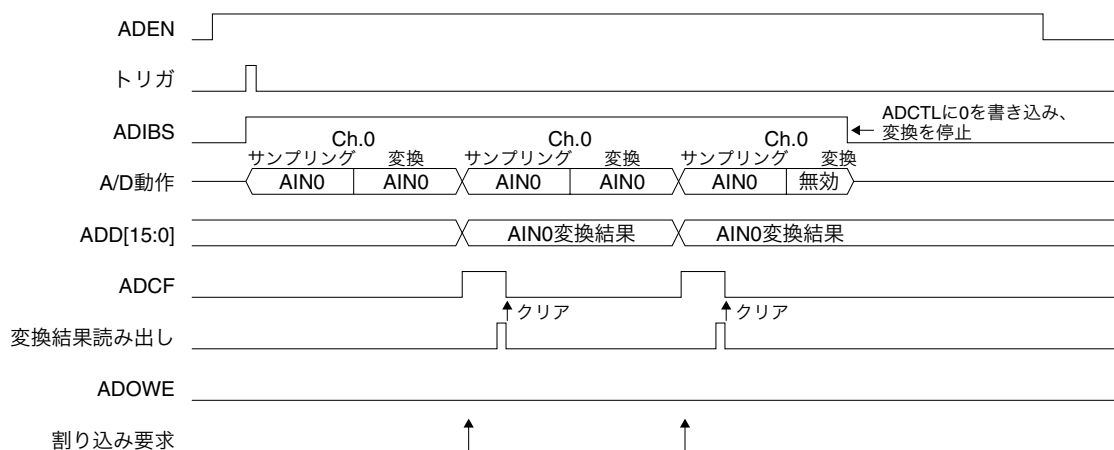 ADEN
トリガ
ADIBS
ADCTLに0を書き込み、
変換を停止
Ch.0 Ch.0 Ch.0
サンプリング 変換 サンプリング 変換 サンプリング 変換
A/D動作 AIN0 AIN0 AIN0 AIN0 AIN0 無効
ADD[15:0] AIN0変換結果 AIN0変換結果
ADCF
クリア クリア
変換結果読み出し
ADOWE
割り込み要求